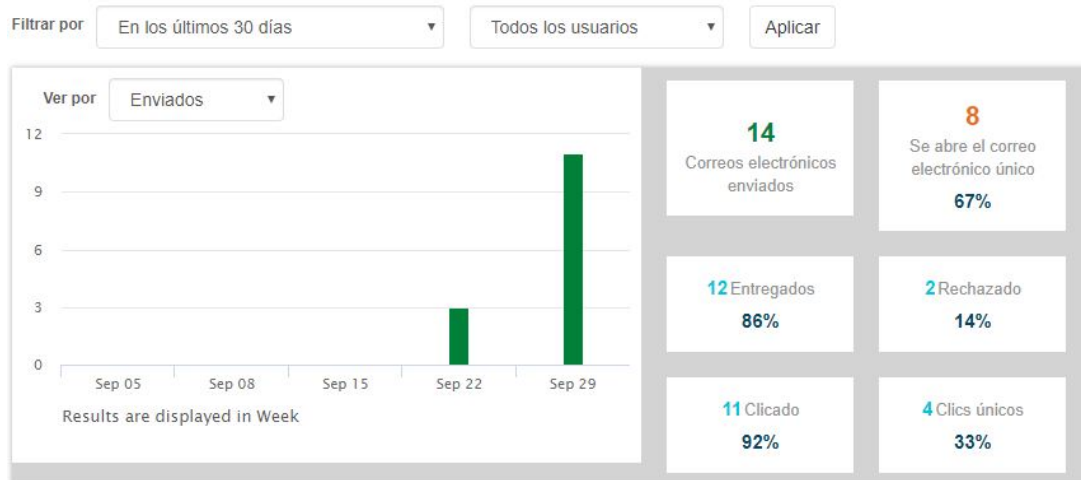 Filtrar por En los últimos 30 días Todos los usuarios Aplicar
Ver por Enviados
12
9
6
3
0
Sep 05 Sep 08 Sep 15 Sep 22 Sep 29
Results are displayed in Week
14
Correos electrónicos
enviados
8
Se abre el correo
electrónico único
67%
12 Entregados
86%
2 Rechazado
14%
11 Clicado
92%
4 Clics únicos
33%